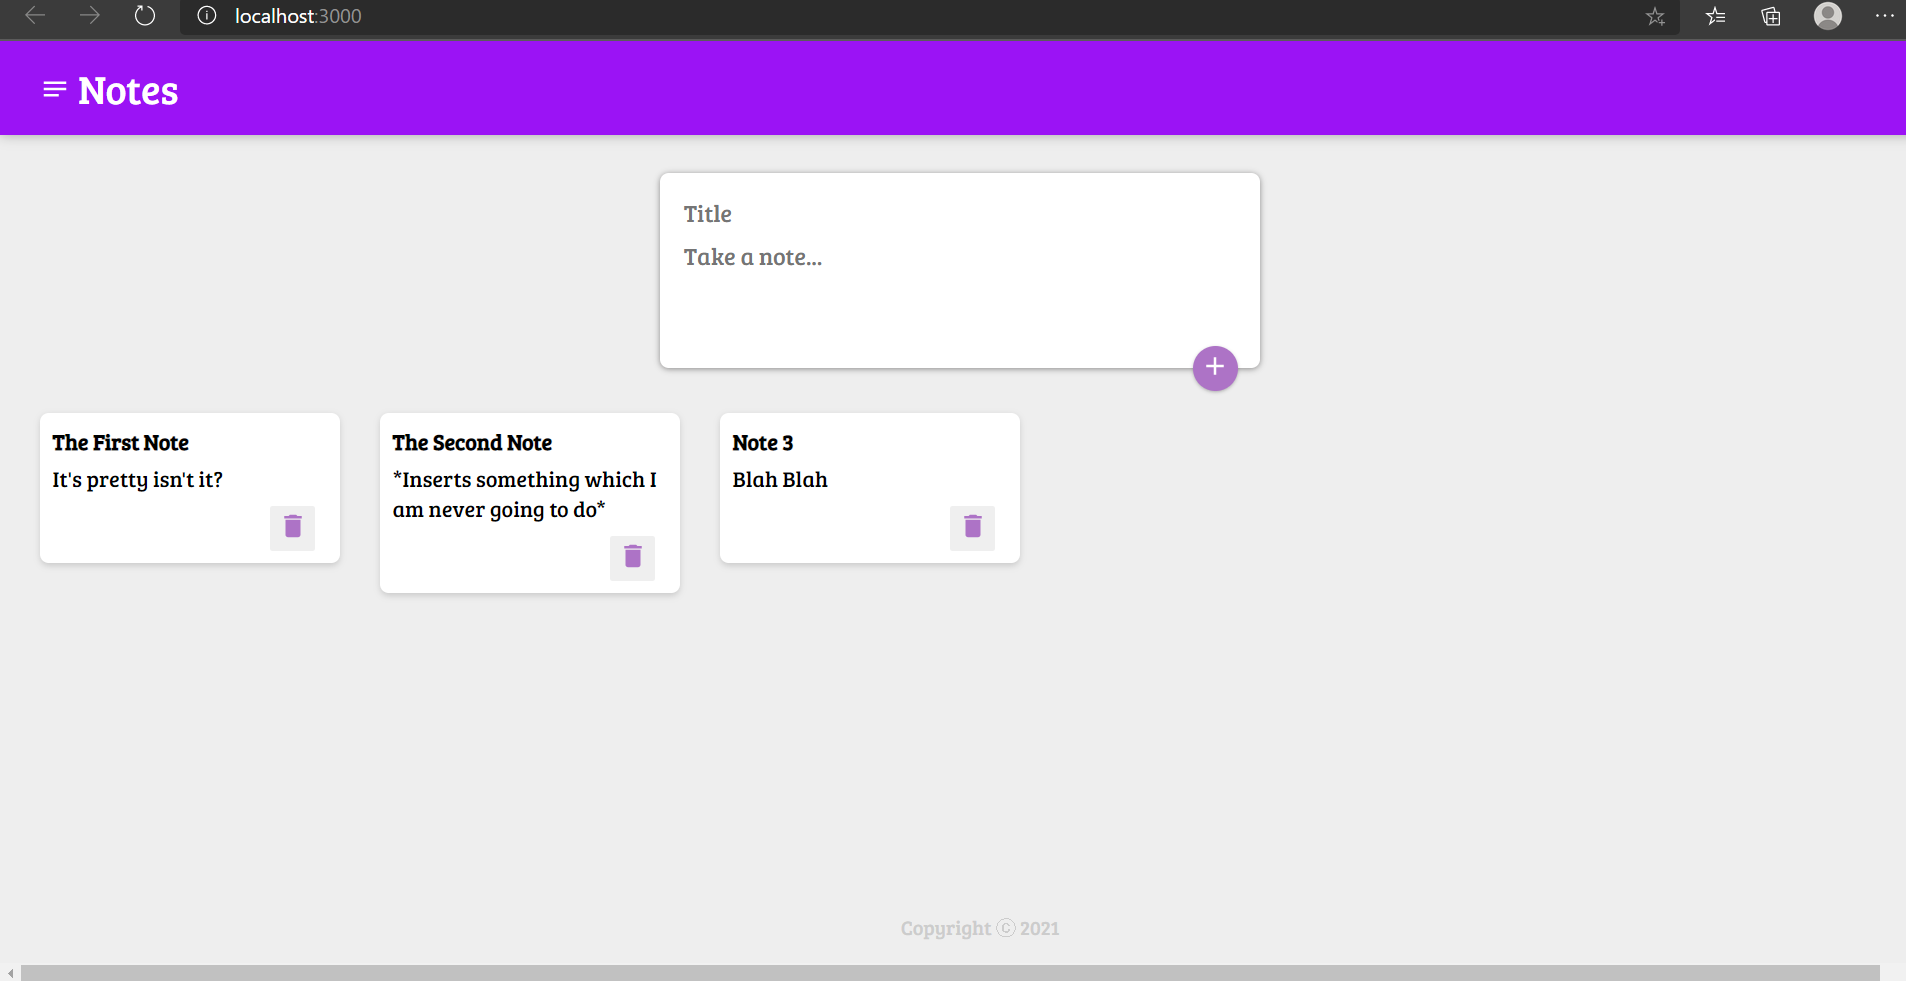 localhost:3000
Notes
Title
Take a note...
The First Note
It's pretty isn't it?
The Second Note
*Inserts something which I
am never going to do*
Note 3
Blah Blah
Copyright ⓒ 2021